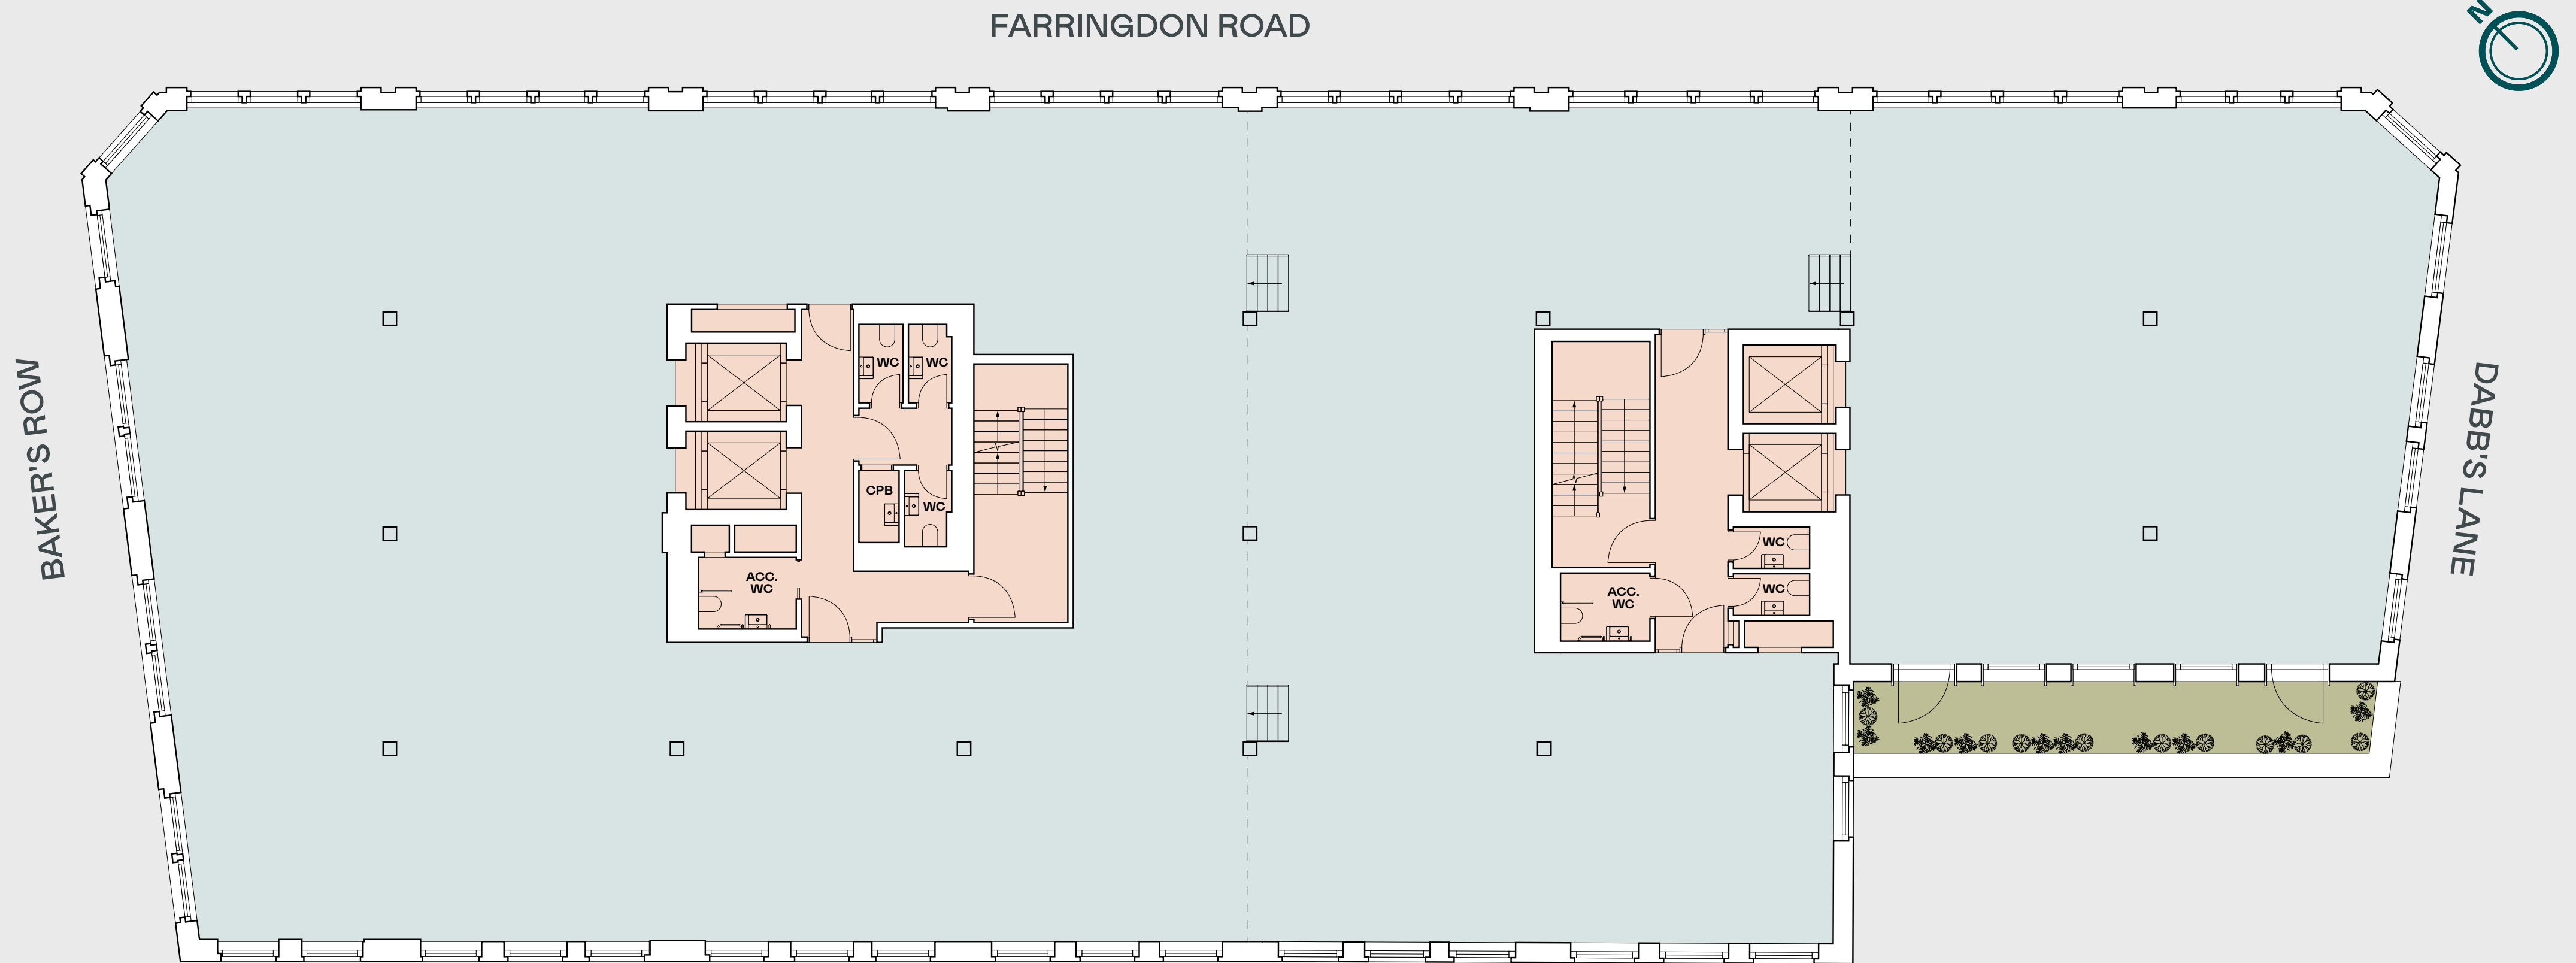 FARRINGDON ROAD
N
BAKER'S ROW
DABB'S LANE
WC
WC
CPB
WC
ACC.
WC
WC
WC
ACC.
WC